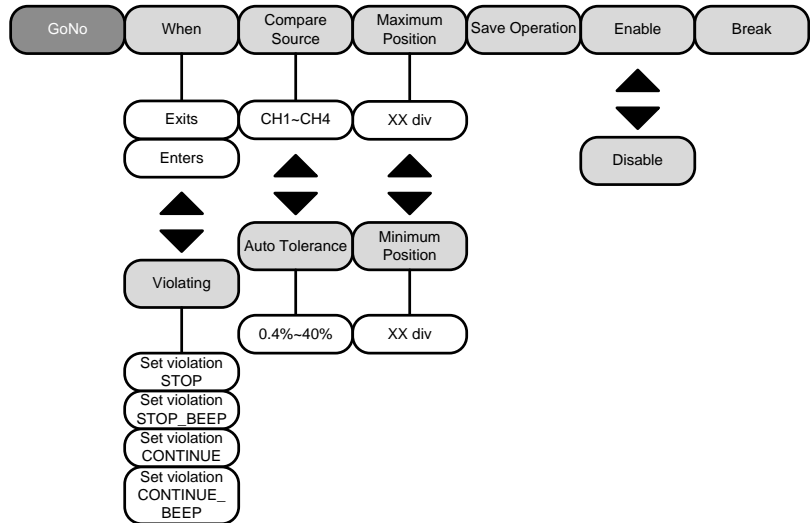 GoNo
When
Compare
Source
Maximum
Position
Save Operation
Enable
Break
Exits
Enters
CH1~CH4
XX div
Disable
Violating
Auto Tolerance
Minimum
Position
0.4%~40%
XX div
Set violation
STOP
Set violation
STOP_BEEP
Set violation
CONTINUE
Set violation
CONTINUE_
BEEP